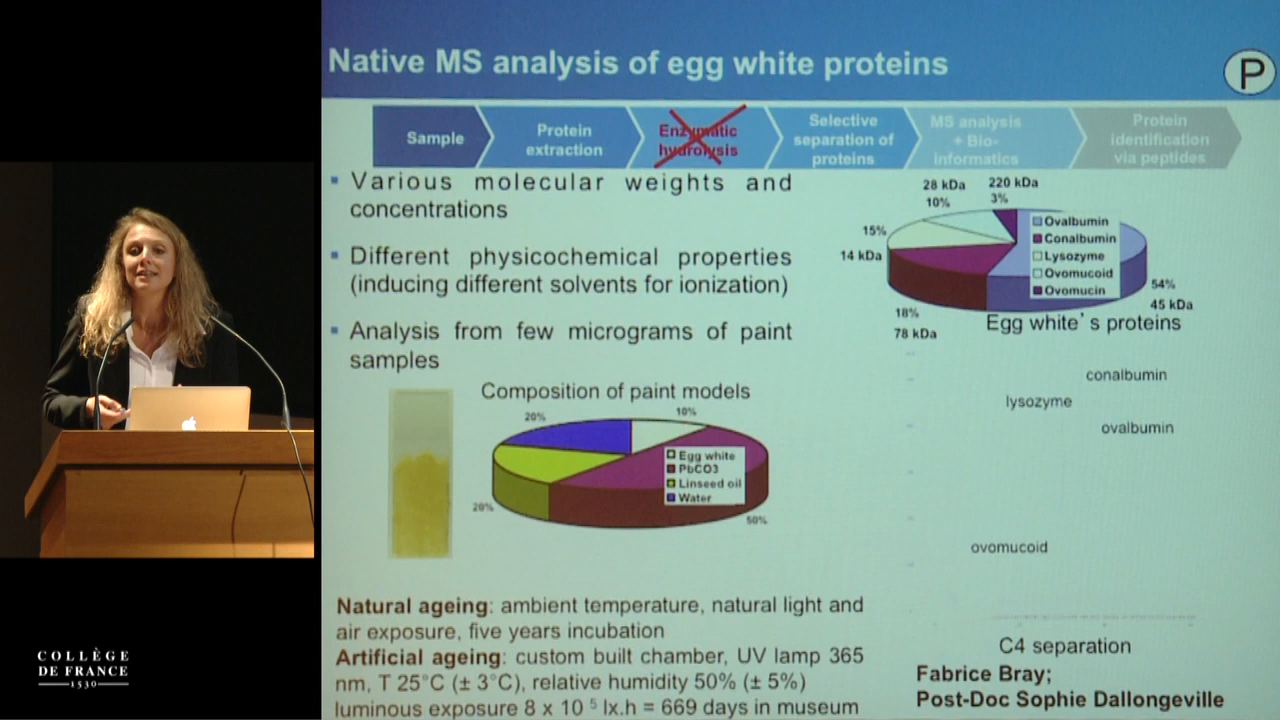 Native MS analysis of egg white proteins
P
Sample
Protein
extraction
Enzymatic
hydrolysis
Selective
separation of
proteins
MS analysis
+ Bio-
informatics
Protein
identification
via peptides
▪ Various molecular weights and
concentrations
▪ Different physicochemical properties
(inducing different solvents for ionization)
▪ Analysis from few micrograms of paint
samples
28 kDa
10%
220 kDa
3%
15%
14 kDa
18%
78 kDa
54%
45 kDa
Ovalbumin
Conalbumin
Lysozyme
Ovomucoid
Ovomucin
Egg white's proteins
conalbumin
lysozyme
ovalbumin
ovomucoid
C4 separation
Composition of paint models
20%
10%
20%
50%
Egg white
PbCO3
Linseed oil
Water
Natural ageing: ambient temperature, natural light and
air exposure, five years incubation
Artificial ageing: custom built chamber, UV lamp 365
nm, T 25°C (± 3°C), relative humidity 50% (± 5%)
luminous exposure 8 x 10 5 lx.h = 669 days in museum
Fabrice Bray;
Post-Doc Sophie Dallongeville
COLLÈGE
DE FRANCE
1530